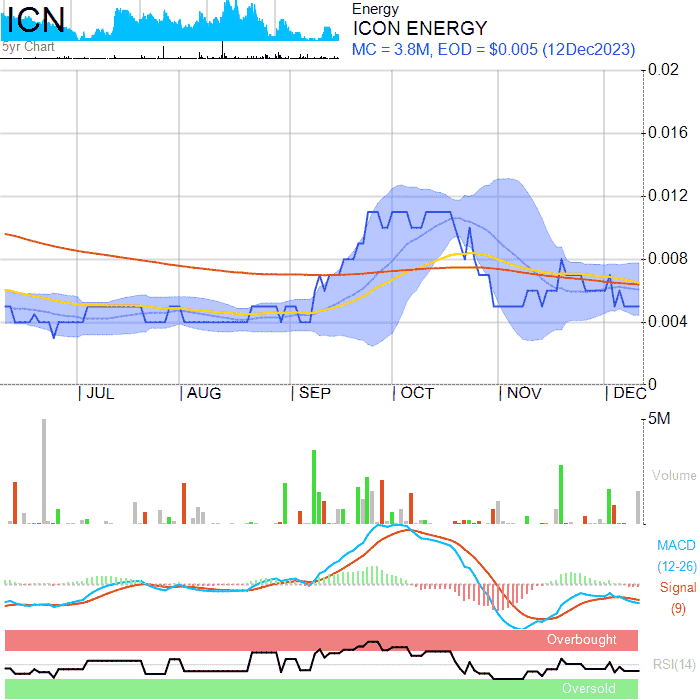 ICN
5yr Chart
Energy
ICON ENERGY
MC = 3.8M, EOD = $0.005 (12Dec2023)
0.02
0.016
0.012
0.008
0.004
0
JUL AUG SEP OCT NOV DEC
5M
Volume
MACD
(12-26)
Signal
(9)
Overbought
RSI(14)
Oversold